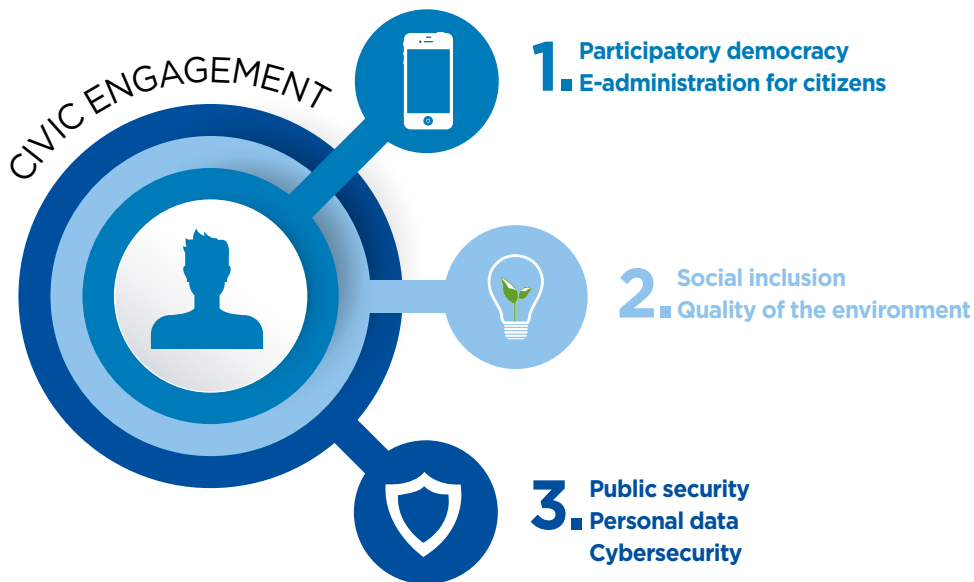 CIVIC ENGAGEMENT
1. Participatory democracy
E-administration for citizens
2. Social inclusion
Quality of the environment
3. Public security
Personal data
Cybersecurity